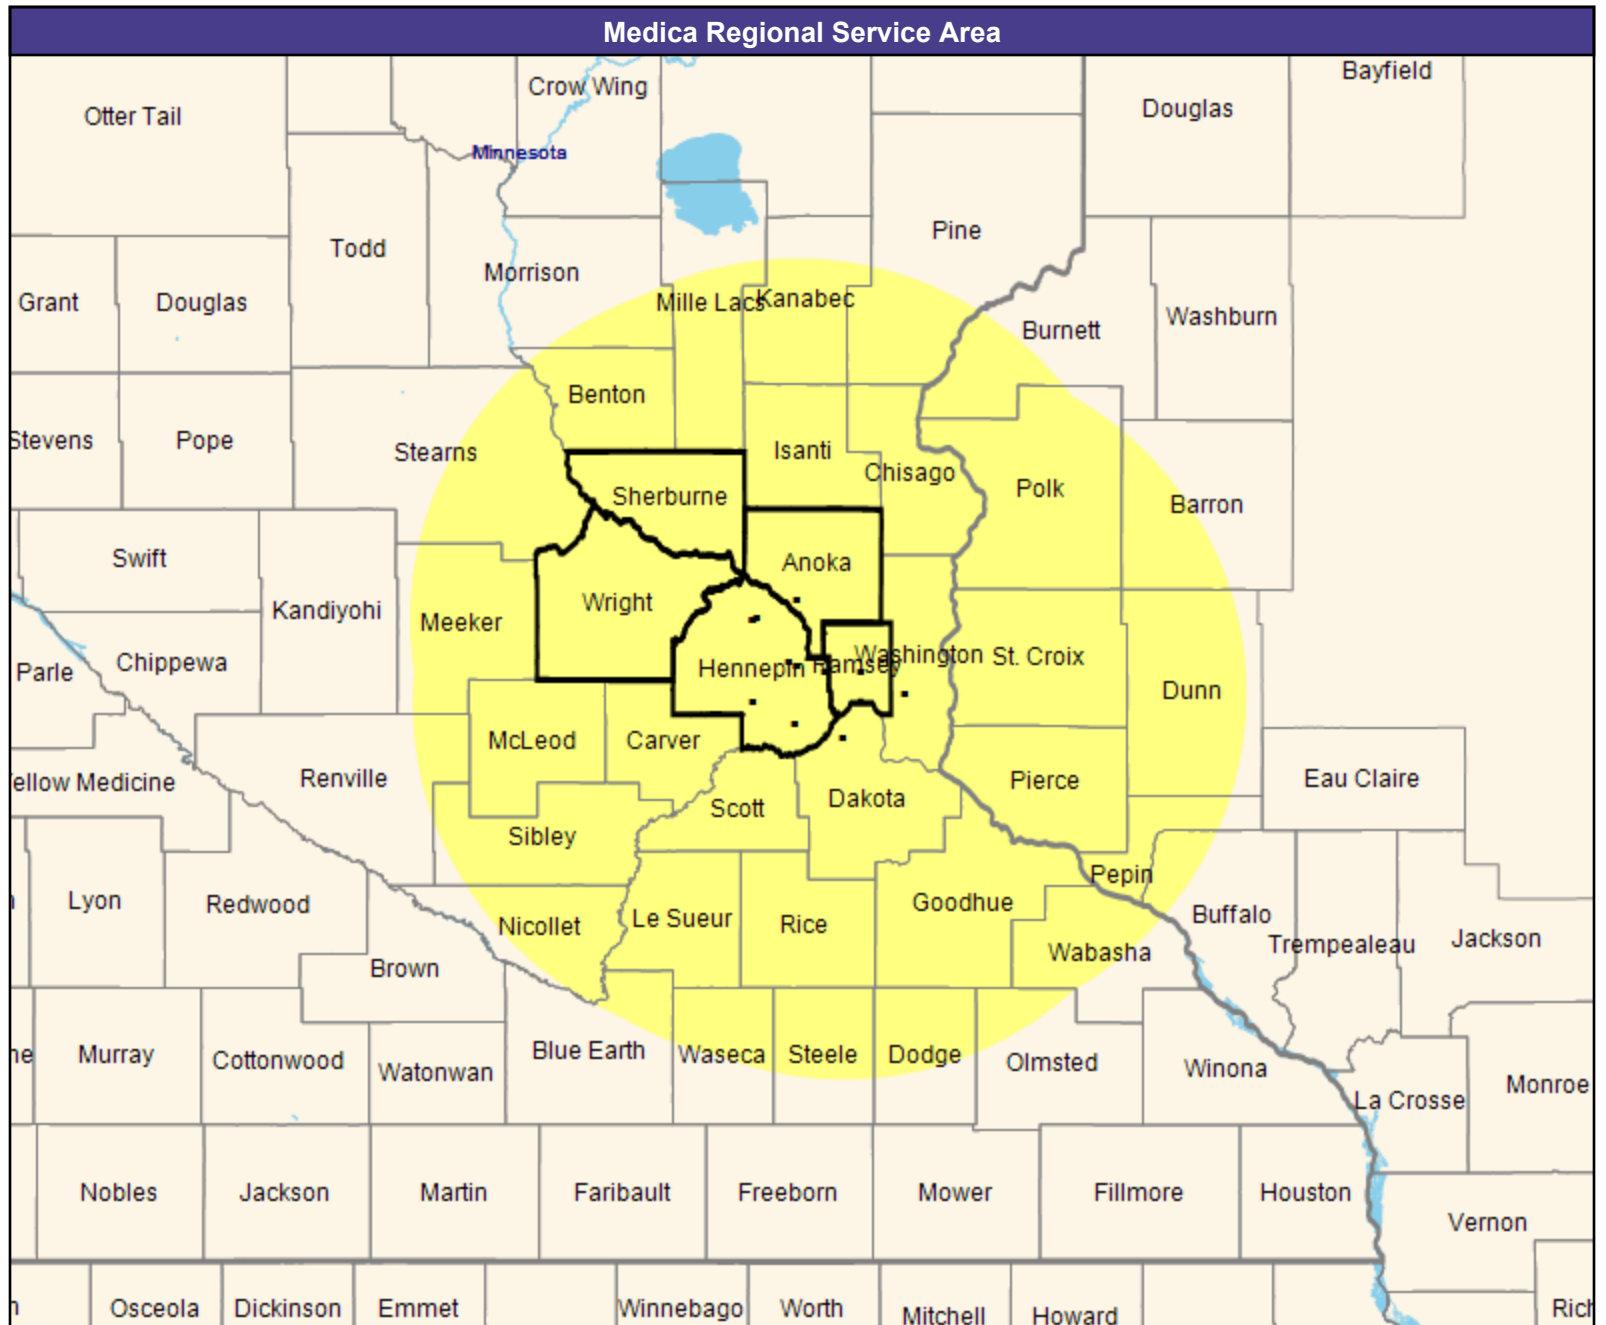 Medica Regional Service Area
Bayfield
Crow Wing
Otter Tail
Douglas
Minnesota
Pine
Todd
Morrison
Grant
Douglas
Mille Lacs
Kanabec
Washburn
Burnett
Benton
Stevens
Pope
Stearns
Isanti
Chisago
Polk
Sherburne
Barron
Swift
Anoka
Wright
Kandiyohi
Meeker
Washington
St. Croix
Parle
Chippewa
Hennepin
Ramsey
Dunn
McLeod
Carver
Renville
Eau Claire
ellow Medicine
Pierce
Dakota
Scott
Sibley
Pepin
Lyon
Redwood
Goodhue
Nicollet
Le Sueur
Rice
Buffalo
Trempealeau
Jackson
Wabasha
Brown
ne
Murray
Cottonwood
Watonwan
Blue Earth
Waseca
Steele
Dodge
Olmsted
Winona
Monroe
La Crosse
Nobles
Jackson
Martin
Faribault
Freeborn
Mower
Fillmore
Houston
Vernon
n
Osceola
Dickinson
Emmet
Winnebago
Worth
Mitchell
Howard
Rich